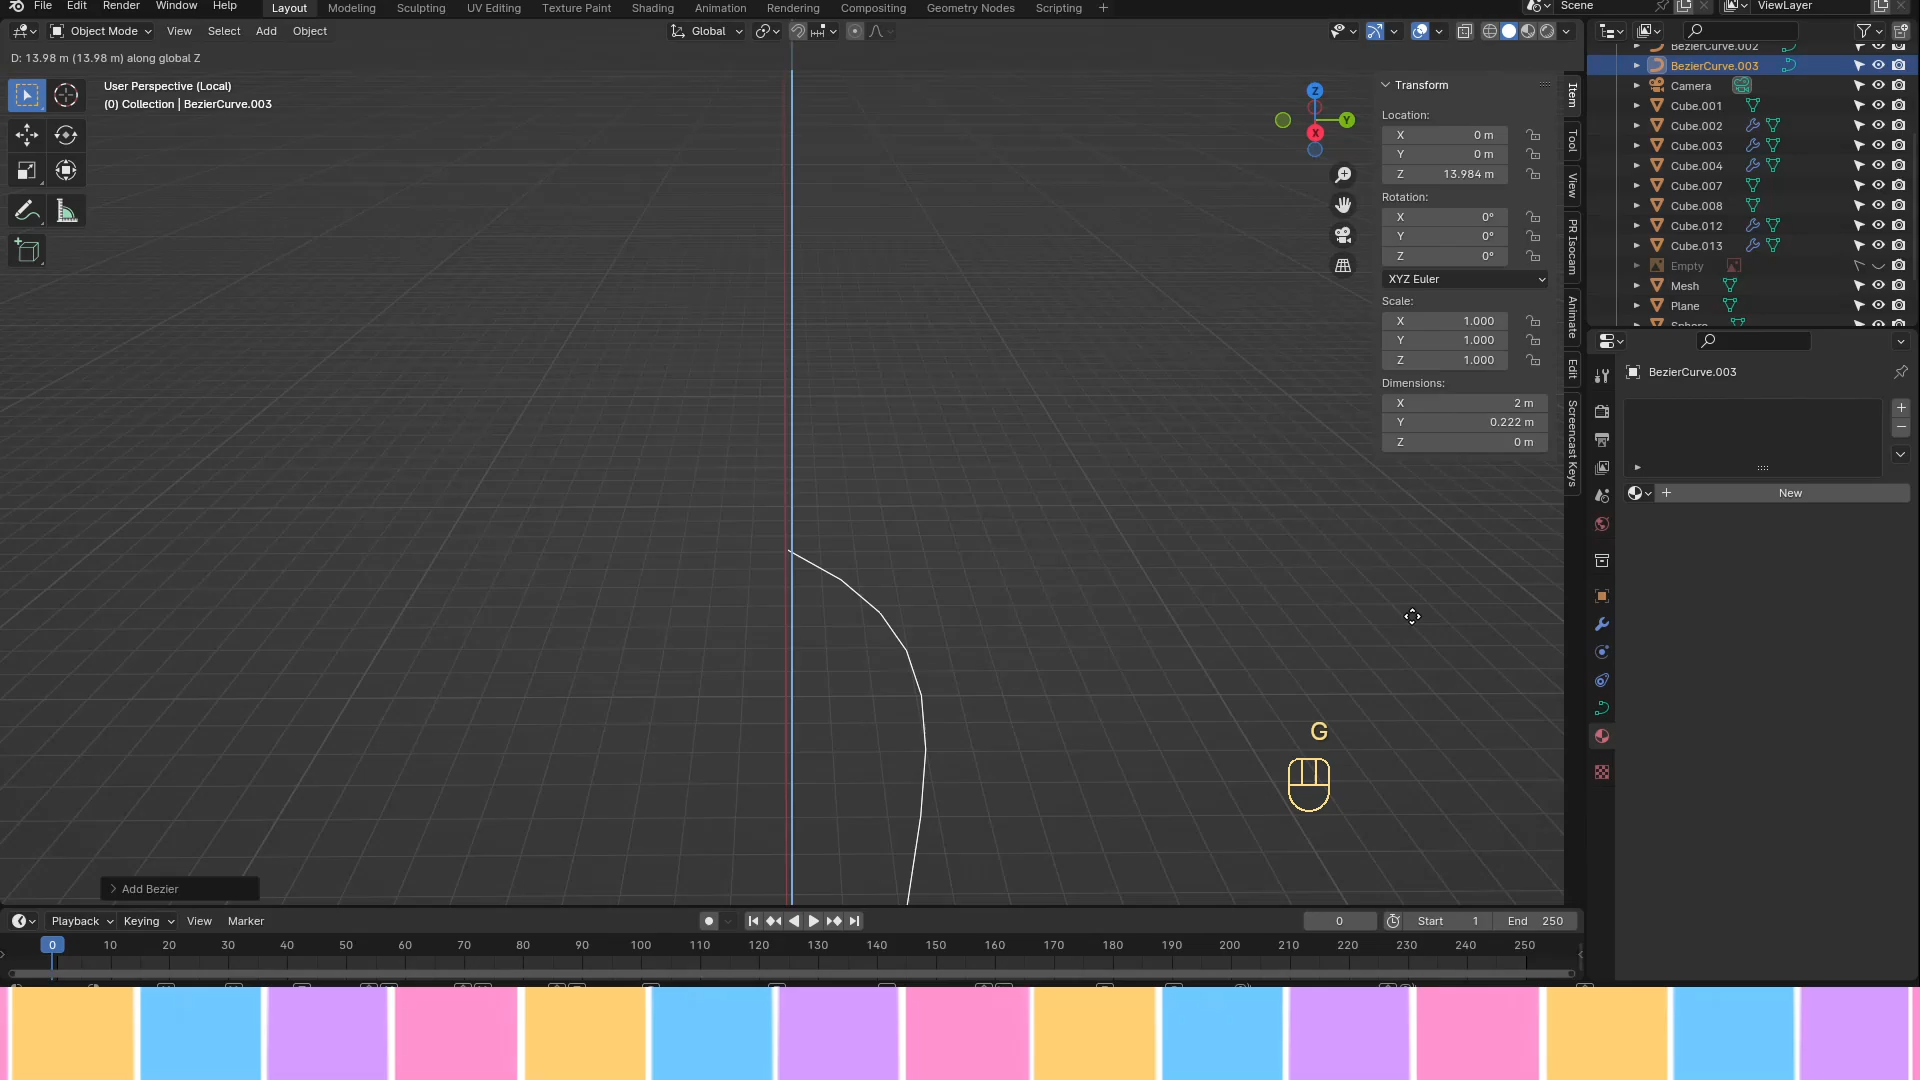 File Edit Render Window Help Layout Modeling Sculpting UV Editing Texture Paint Shading Animation Rendering Compositing Geometry Nodes Scripting + Scene ViewLayer
Object Mode View Select Add Object Global
D: 13.98 m (13.98 m) along global Z
User Perspective (Local)
(0) Collection | BezierCurve.003
Z
Y
X
Transform
Location:
X 0 m
Y 0 m
Z 13.984 m
Rotation:
X 0°
Y 0°
Z 0°
XYZ Euler
Scale:
X 1.000
Y 1.000
Z 1.000
Dimensions:
X 2 m
Y 0.222 m
Z 0 m
Item
Tool
View
PR Isocam
Animate
Edit
Screencast Keys
BezierCurve.002
BezierCurve.003
Camera
Cube.001
Cube.002
Cube.003
Cube.004
Cube.007
Cube.008
Cube.012
Cube.013
Empty
Mesh
Plane
Sphere
BezierCurve.003
New
G
Add Bezier
Playback Keying View Marker 0 Start 1 End 250
0 10 20 30 40 50 60 70 80 90 100 110 120 130 140 150 160 170 180 190 200 210 220 230 240 250